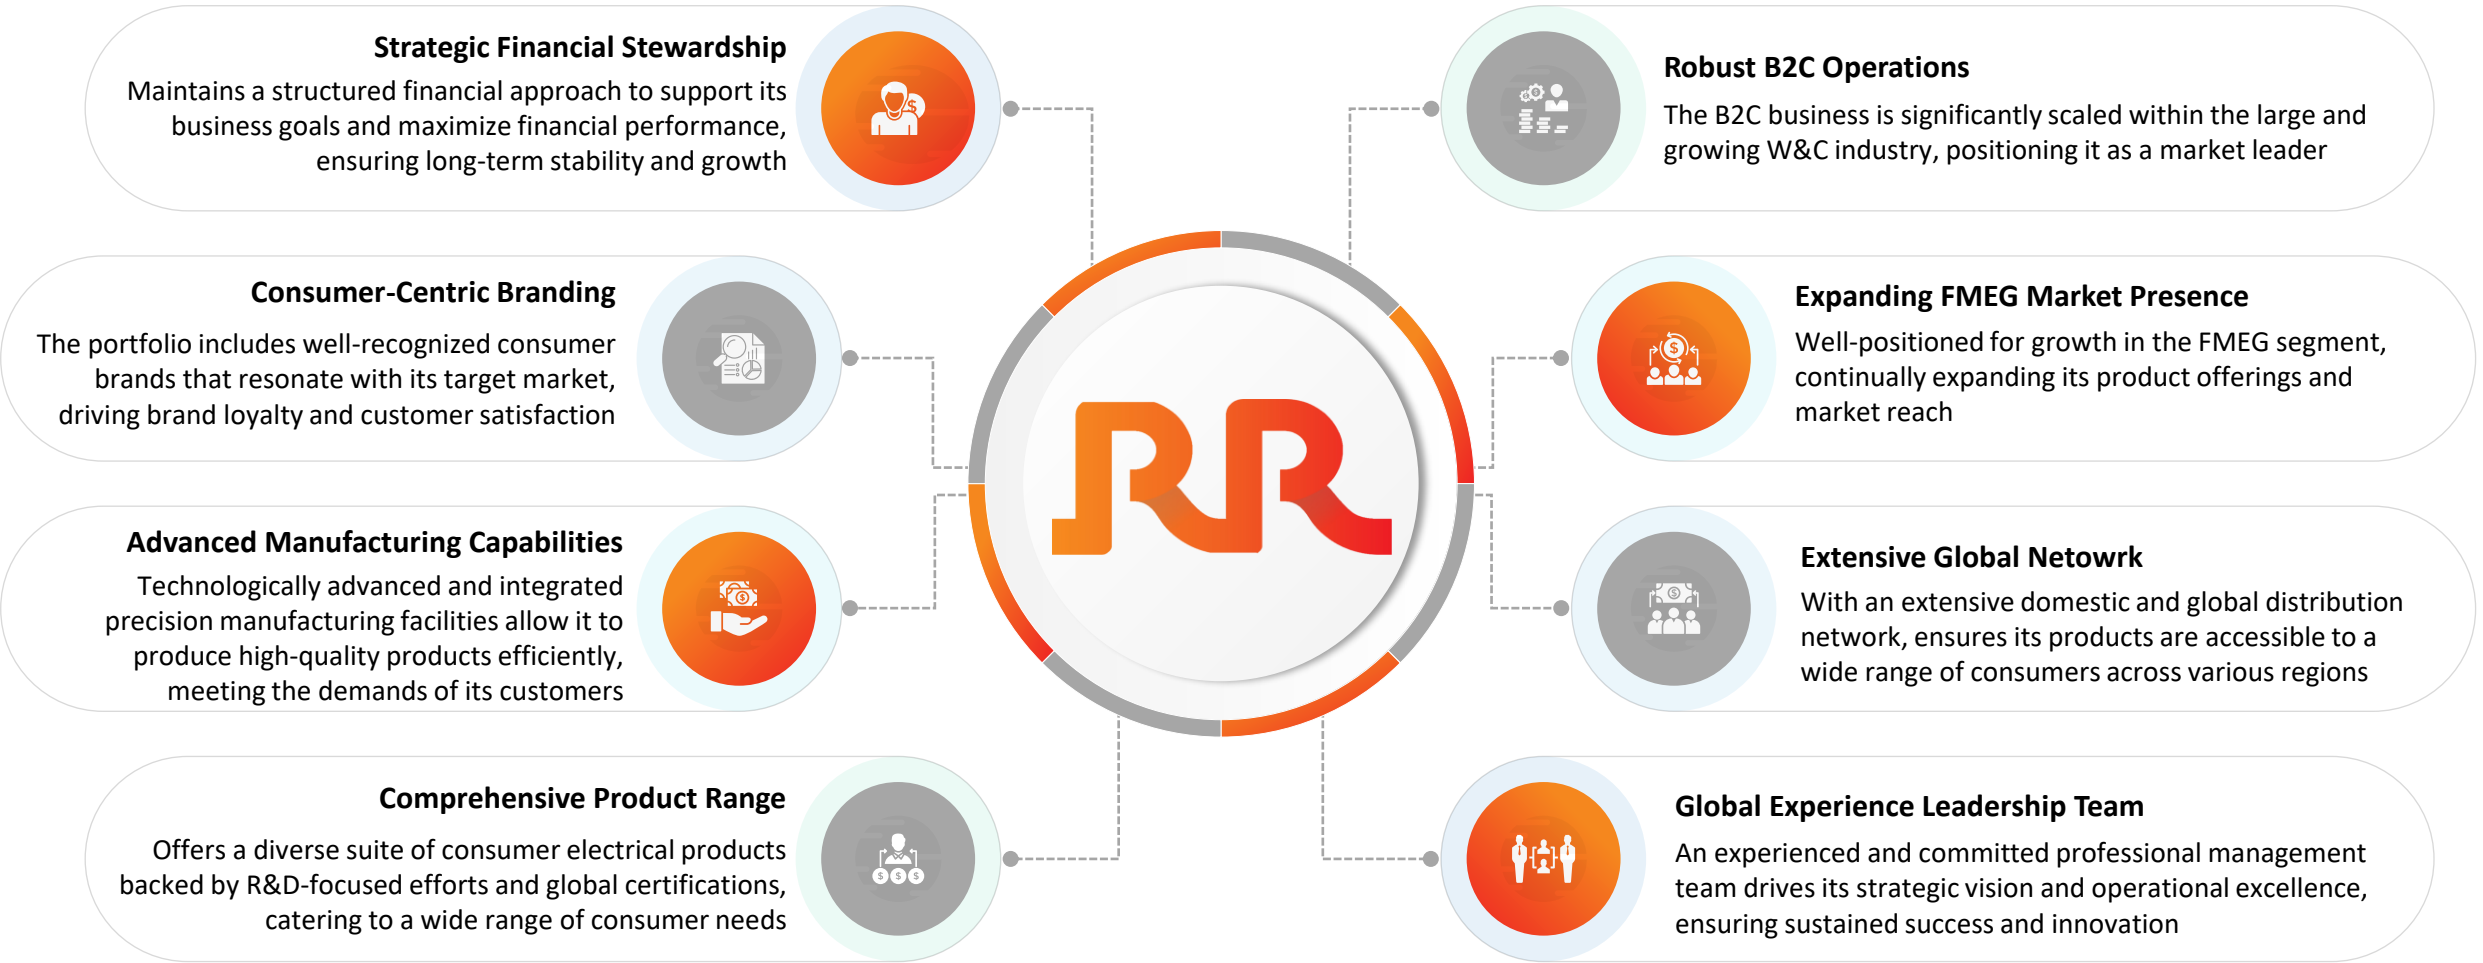 Strategic Financial Stewardship
Maintains a structured financial approach to support its
business goals and maximize financial performance,
ensuring long-term stability and growth
Consumer-Centric Branding
The portfolio includes well-recognized consumer
brands that resonate with its target market,
driving brand loyalty and customer satisfaction
Advanced Manufacturing Capabilities
Technologically advanced and integrated
precision manufacturing facilities allow it to
produce high-quality products efficiently,
meeting the demands of its customers
Comprehensive Product Range
Offers a diverse suite of consumer electrical products
backed by R&D-focused efforts and global certifications,
catering to a wide range of consumer needs
RR
Robust B2C Operations
The B2C business is significantly scaled within the large and
growing W&C industry, positioning it as a market leader
Expanding FMEG Market Presence
Well-positioned for growth in the FMEG segment,
continually expanding its product offerings and
market reach
Extensive Global Netowrk
With an extensive domestic and global distribution
network, ensures its products are accessible to a
wide range of consumers across various regions
Global Experience Leadership Team
An experienced and committed professional management
team drives its strategic vision and operational excellence,
ensuring sustained success and innovation